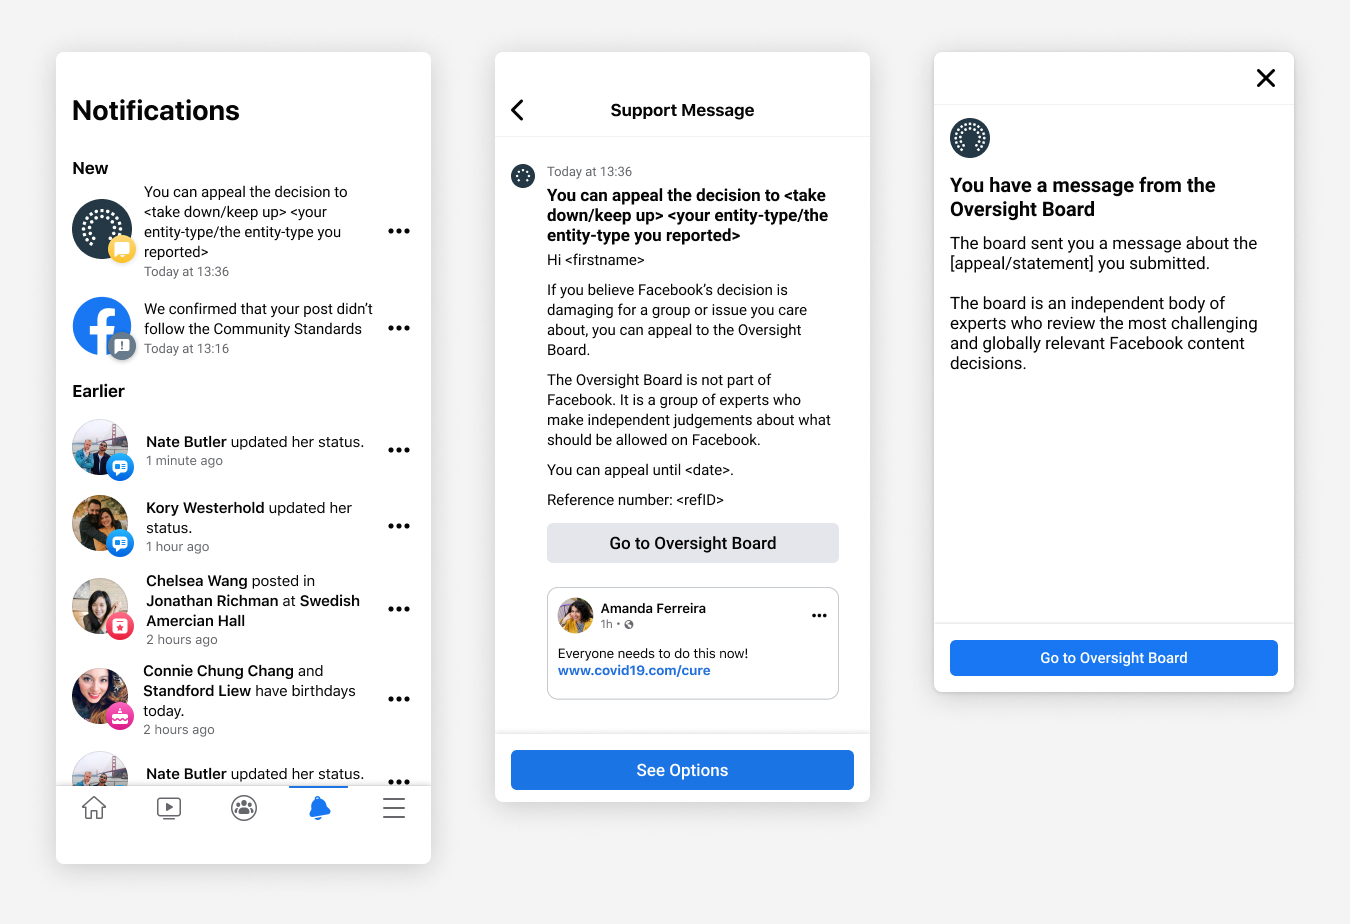 Notifications
New
You can appeal the decision to
<take down/keep up> <your
entity-type/the entity-type you
reported>
Today at 13:36
We confirmed that your post didn’t
follow the Community Standards
Today at 13:16
Earlier
Nate Butler updated her status.
1 minute ago
Kory Westerhold updated her
status.
1 hour ago
Chelsea Wang posted in
Jonathan Richman at Swedish
Amercian Hall
2 hours ago
Connie Chung Chang and
Standford Liew have birthdays
today.
2 hours ago
Nate Butler updated her status.
Support Message
Today at 13:36
You can appeal the decision to <take
down/keep up> <your entity-type/the
entity-type you reported>
Hi <firstname>
If you believe Facebook’s decision is
damaging for a group or issue you care
about, you can appeal to the Oversight
Board.
The Oversight Board is not part of
Facebook. It is a group of experts who
make independent judgements about what
should be allowed on Facebook.
You can appeal until <date>.
Reference number: <refID>
Go to Oversight Board
Amanda Ferreira
1h •
Everyone needs to do this now!
www.covid19.com/cure
See Options
You have a message from the
Oversight Board
The board sent you a message about the
[appeal/statement] you submitted.
The board is an independent body of
experts who review the most challenging
and globally relevant Facebook content
decisions.
Go to Oversight Board